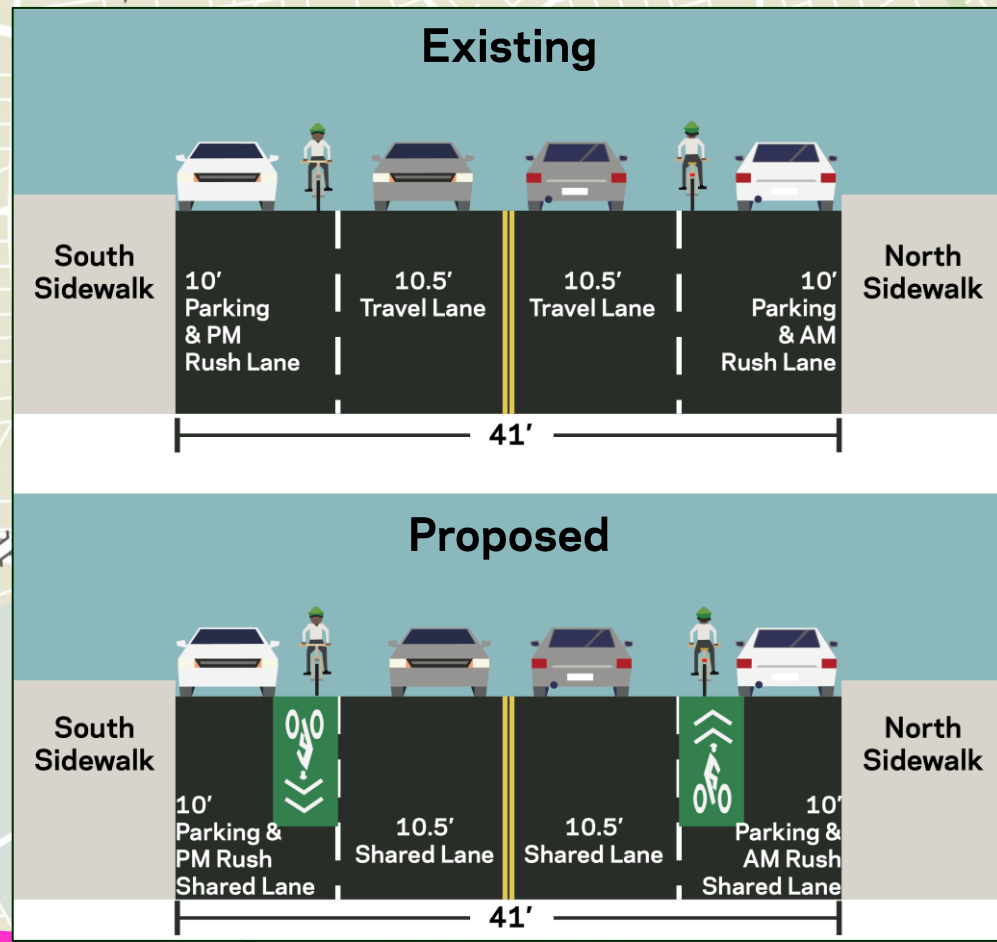 Existing
South
Sidewalk
10'
Parking
& PM
Rush Lane
10.5'
Travel Lane
10.5'
Travel Lane
10'
Parking
& AM
Rush Lane
North
Sidewalk
41'
Proposed
South
Sidewalk
10'
Parking &
PM Rush
Shared Lane
10.5'
Shared Lane
10.5'
Shared Lane
10'
Parking &
AM Rush
Shared Lane
North
Sidewalk
41'